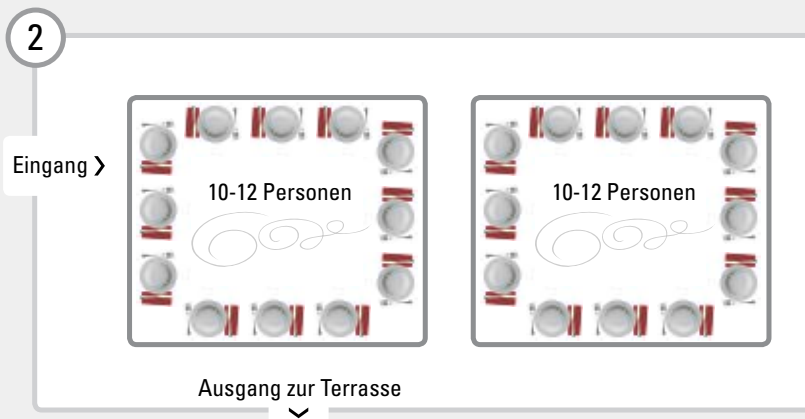 2
Eingang ❯
10-12 Personen
10-12 Personen
Ausgang zur Terrasse